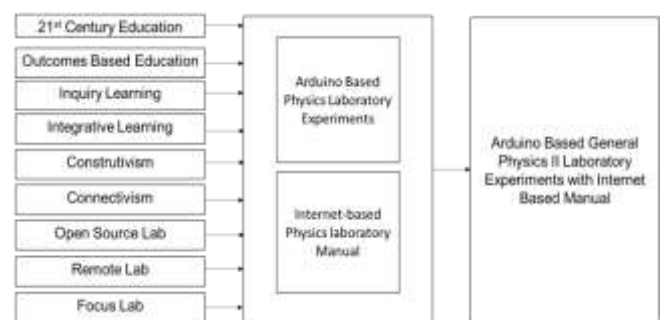 21st Century Education
Outcomes Based Education
Inquiry Learning
Integrative Learning
Construtivism
Connectivism
Open Source Lab
Remote Lab
Focus Lab
Arduino Based
Physics Laboratory
Experiments
Internet-based
Physics laboratory
Manual
Arduino Based General
Physics II Laboratory
Experiments with Internet
Based Manual